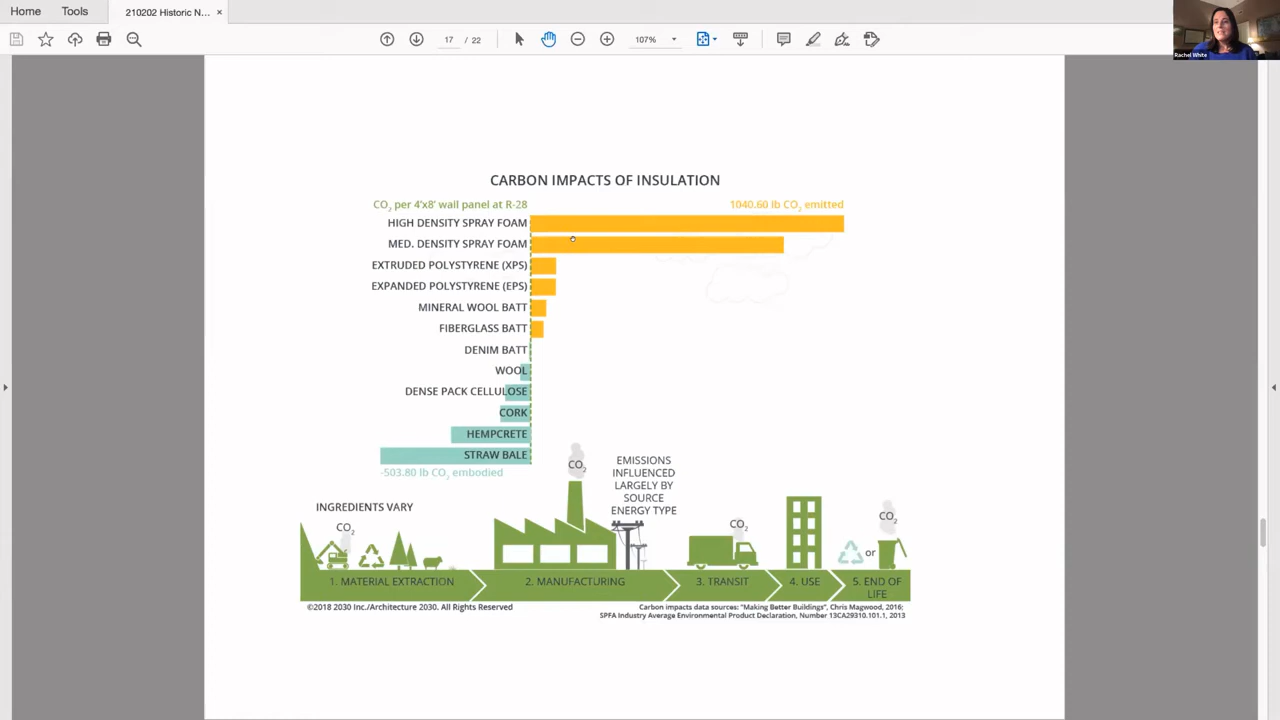 Home
Tools
210202 Historic N...
×
17 / 22
107%
Rachel White
CARBON IMPACTS OF INSULATION
CO2 per 4'x8' wall panel at R-28
1040.60 lb CO2 emitted
HIGH DENSITY SPRAY FOAM
MED. DENSITY SPRAY FOAM
EXTRUDED POLYSTYRENE (XPS)
EXPANDED POLYSTYRENE (EPS)
MINERAL WOOL BATT
FIBERGLASS BATT
DENIM BATT
WOOL
DENSE PACK CELLULOSE
CORK
HEMPCRETE
STRAW BALE
-503.80 lb CO2 embodied
INGREDIENTS VARY
CO2
CO2
EMISSIONS
INFLUENCED
LARGELY BY
SOURCE
ENERGY TYPE
CO2
CO2
or
1. MATERIAL EXTRACTION
2. MANUFACTURING
3. TRANSIT
4. USE
5. END OF
LIFE
©2018 2030 Inc./Architecture 2030. All Rights Reserved
Carbon impacts data sources: "Making Better Buildings", Chris Magwood, 2016;
SPFA Industry Average Environmental Product Declaration, Number 13CA29310.101.1, 2013